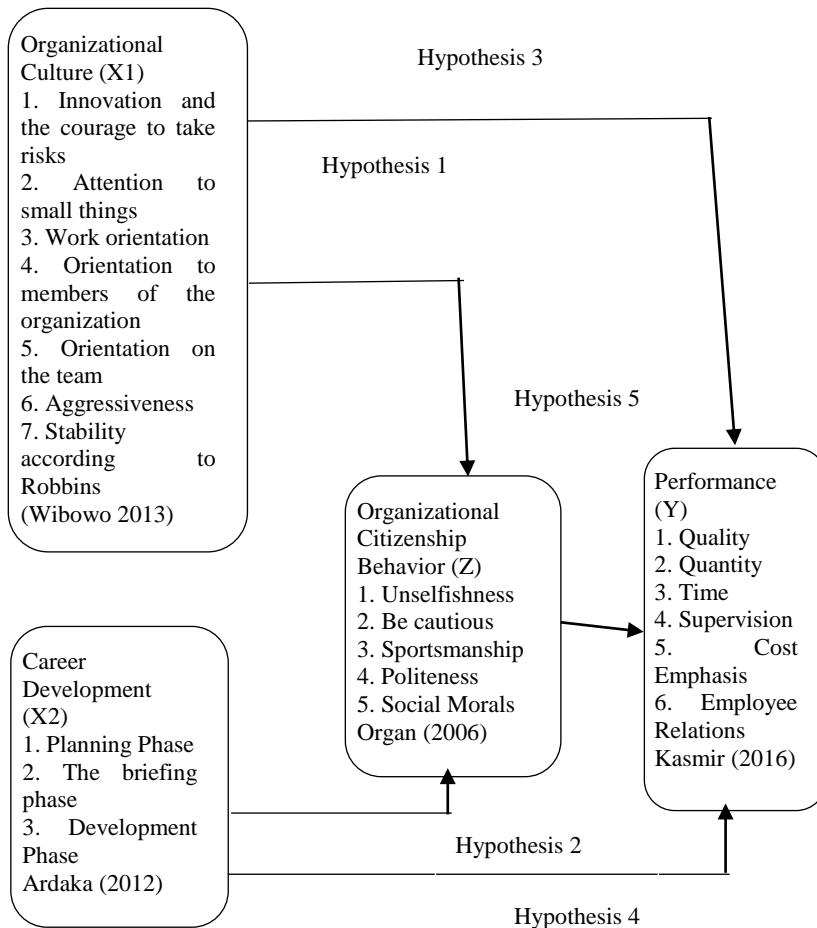 Organizational
Culture (X1)
1. Innovation and
the courage to take
risks
2. Attention to
small things
3. Work orientation
4. Orientation to
members of the
organization
5. Orientation on
the team
6. Aggressiveness
7. Stability
according to
Robbins
(Wibowo 2013)
Hypothesis 3
Hypothesis 1
Hypothesis 5
Organizational
Citizenship
Behavior (Z)
1. Unselfishness
2. Be cautious
3. Sportsmanship
4. Politeness
5. Social Morals
Organ (2006)
Performance
(Y)
1. Quality
2. Quantity
3. Time
4. Supervision
5. Cost
Emphasis
6. Employee
Relations
Kasmir (2016)
Career
Development
(X2)
1. Planning Phase
2. The briefing
phase
3. Development
Phase
Ardaka (2012)
Hypothesis 2
Hypothesis 4